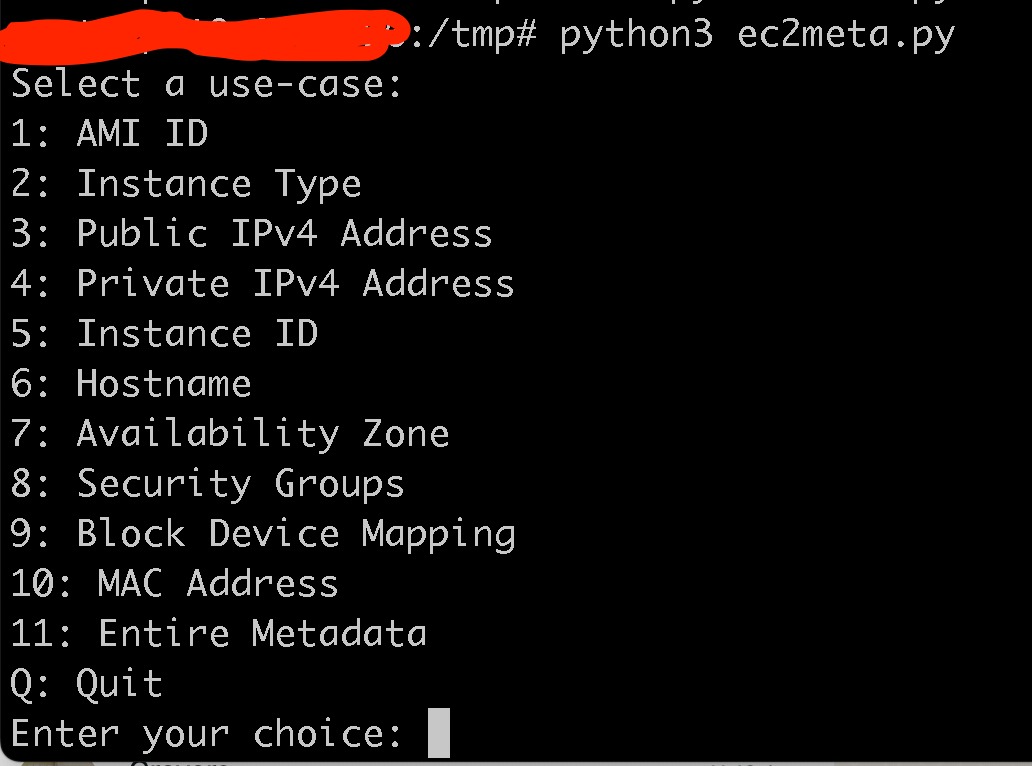 :/tmp# python3 ec2meta.py
Select a use-case:
1: AMI ID
2: Instance Type
3: Public IPv4 Address
4: Private IPv4 Address
5: Instance ID
6: Hostname
7: Availability Zone
8: Security Groups
9: Block Device Mapping
10: MAC Address
11: Entire Metadata
Q: Quit
Enter your choice: